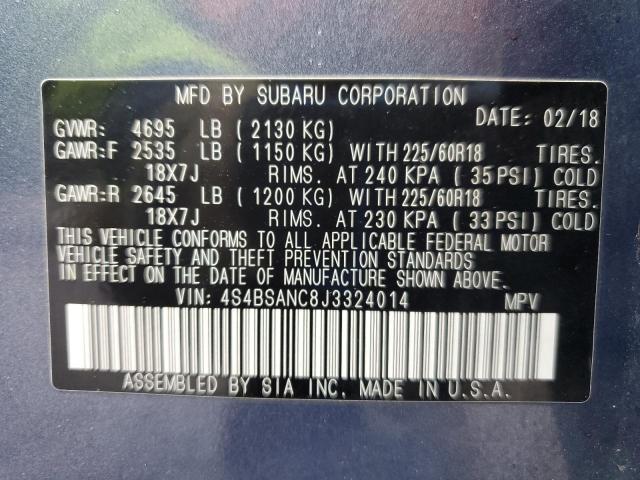 MFD BY SUBARU CORPORATION
DATE: 02/18
GVWR: 4695 LB ( 2130 KG)
GAWR:F 2535 LB ( 1150 KG) WITH 225/60R18 TIRES.
18X7J RIMS. AT 240 KPA ( 35 PSI) COLD
GAWR:R 2645 LB ( 1200 KG) WITH 225/60R18 TIRES.
18X7J RIMS. AT 230 KPA ( 33 PSI) COLD
THIS VEHICLE CONFORMS TO ALL APPLICABLE FEDERAL MOTOR
VEHICLE SAFETY AND THEFT PREVENTION STANDARDS
IN EFFECT ON THE DATE OF MANUFACTURE SHOWN ABOVE.
VIN: 4S4BSANC8J3324014 MPV
ASSEMBLED BY SIA INC. MADE IN U.S.A.